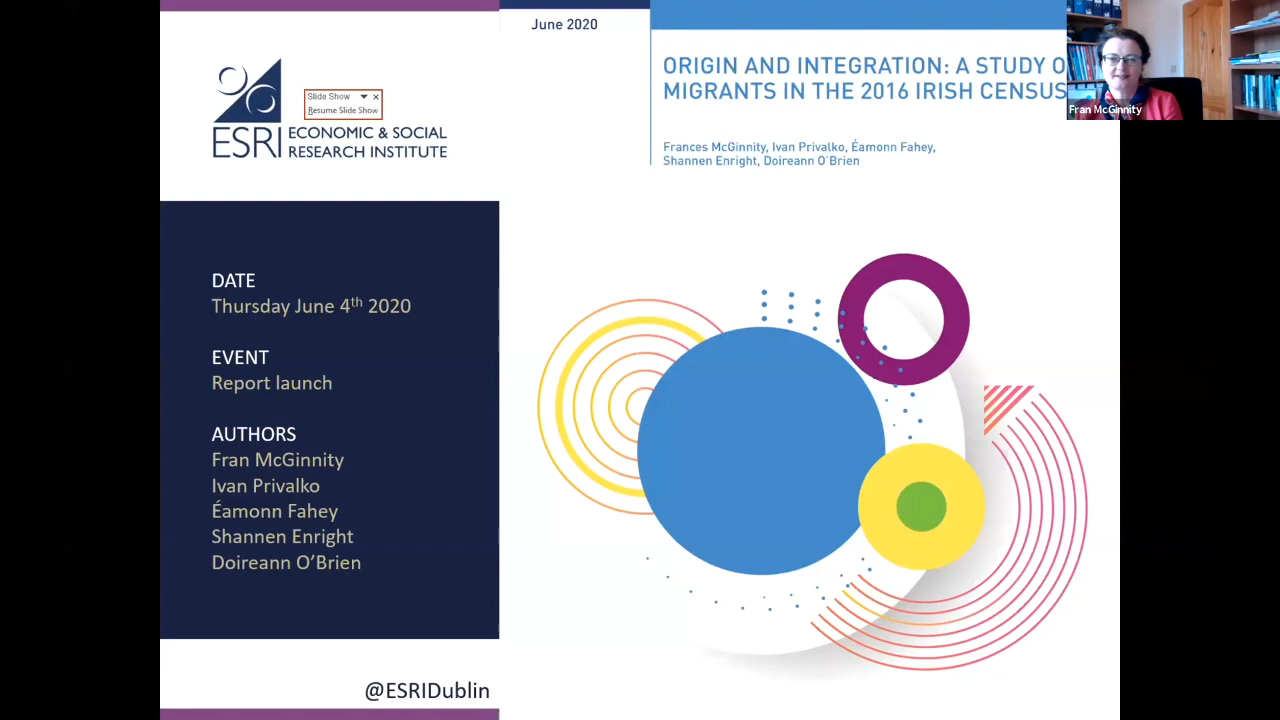 June 2020
ORIGIN AND INTEGRATION: A STUDY O
MIGRANTS IN THE 2016 IRISH CENSUS
Frances McGinnity, Ivan Privalko, Éamonn Fahey,
Shannen Enright, Doireann O'Brien
Fran McGinnity
Slide Show
Resume Slide Show
ESRI
ECONOMIC & SOCIAL
RESEARCH INSTITUTE
DATE
Thursday June 4th 2020
EVENT
Report launch
AUTHORS
Fran McGinnity
Ivan Privalko
Éamonn Fahey
Shannen Enright
Doireann O’Brien
@ESRIDublin